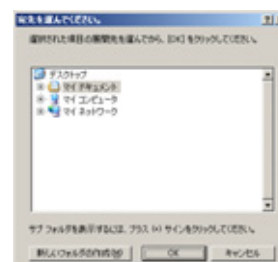 宛先を選んでください。
選択された項目の展開先を選んでから、[OK] をクリックしてください。
デスクトップ
マイ ドキュメント
マイ コンピュータ
マイ ネットワーク
サブ フォルダを表示するには、プラス (+) サインをクリックしてください。
新しいフォルダの作成(M) OK キャンセル